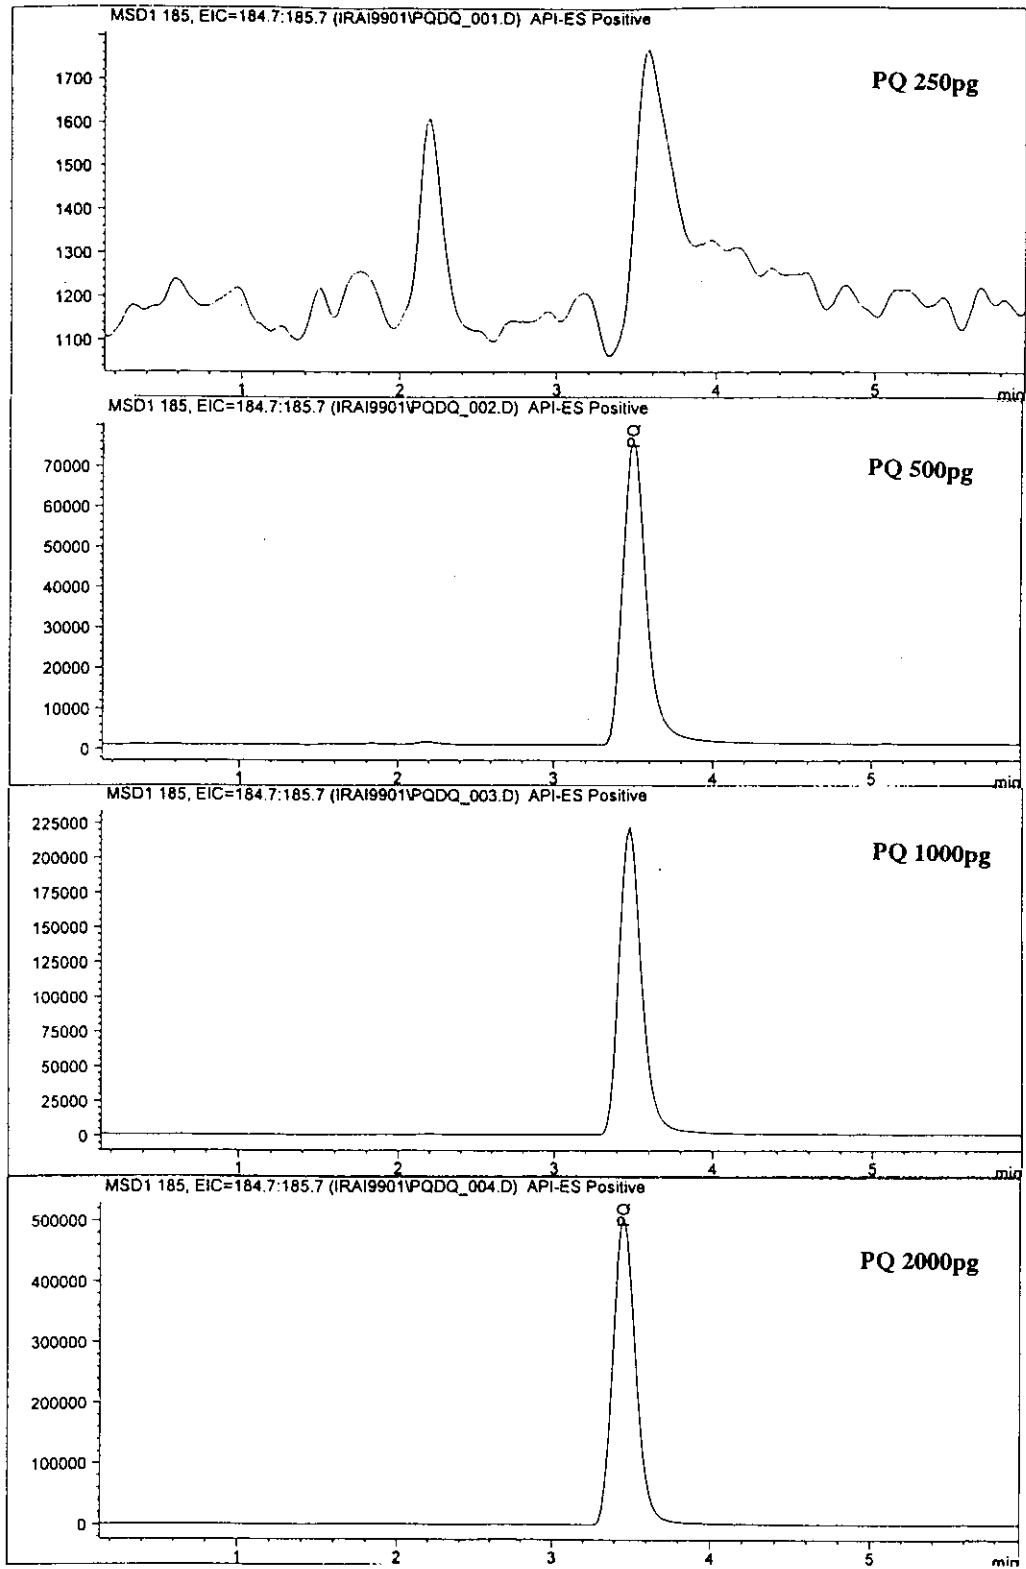 MSD1 185, EIC=184.7:185.7 (IRAI9901\PQDQ_001.D) API-ES Positive
PQ 250pg
1700
1600
1500
1400
1300
1200
1100
1 2 3 4 5 min
MSD1 185, EIC=184.7:185.7 (IRAI9901\PQDQ_002.D) API-ES Positive
PQ
PQ 500pg
70000
60000
50000
40000
30000
20000
10000
0
1 2 3 4 5 min
MSD1 185, EIC=184.7:185.7 (IRAI9901\PQDQ_003.D) API-ES Positive
PQ 1000pg
225000
200000
175000
150000
125000
100000
75000
50000
25000
0
1 2 3 4 5 min
MSD1 185, EIC=184.7:185.7 (IRAI9901\PQDQ_004.D) API-ES Positive
PQ
PQ 2000pg
500000
400000
300000
200000
100000
0
1 2 3 4 5 min